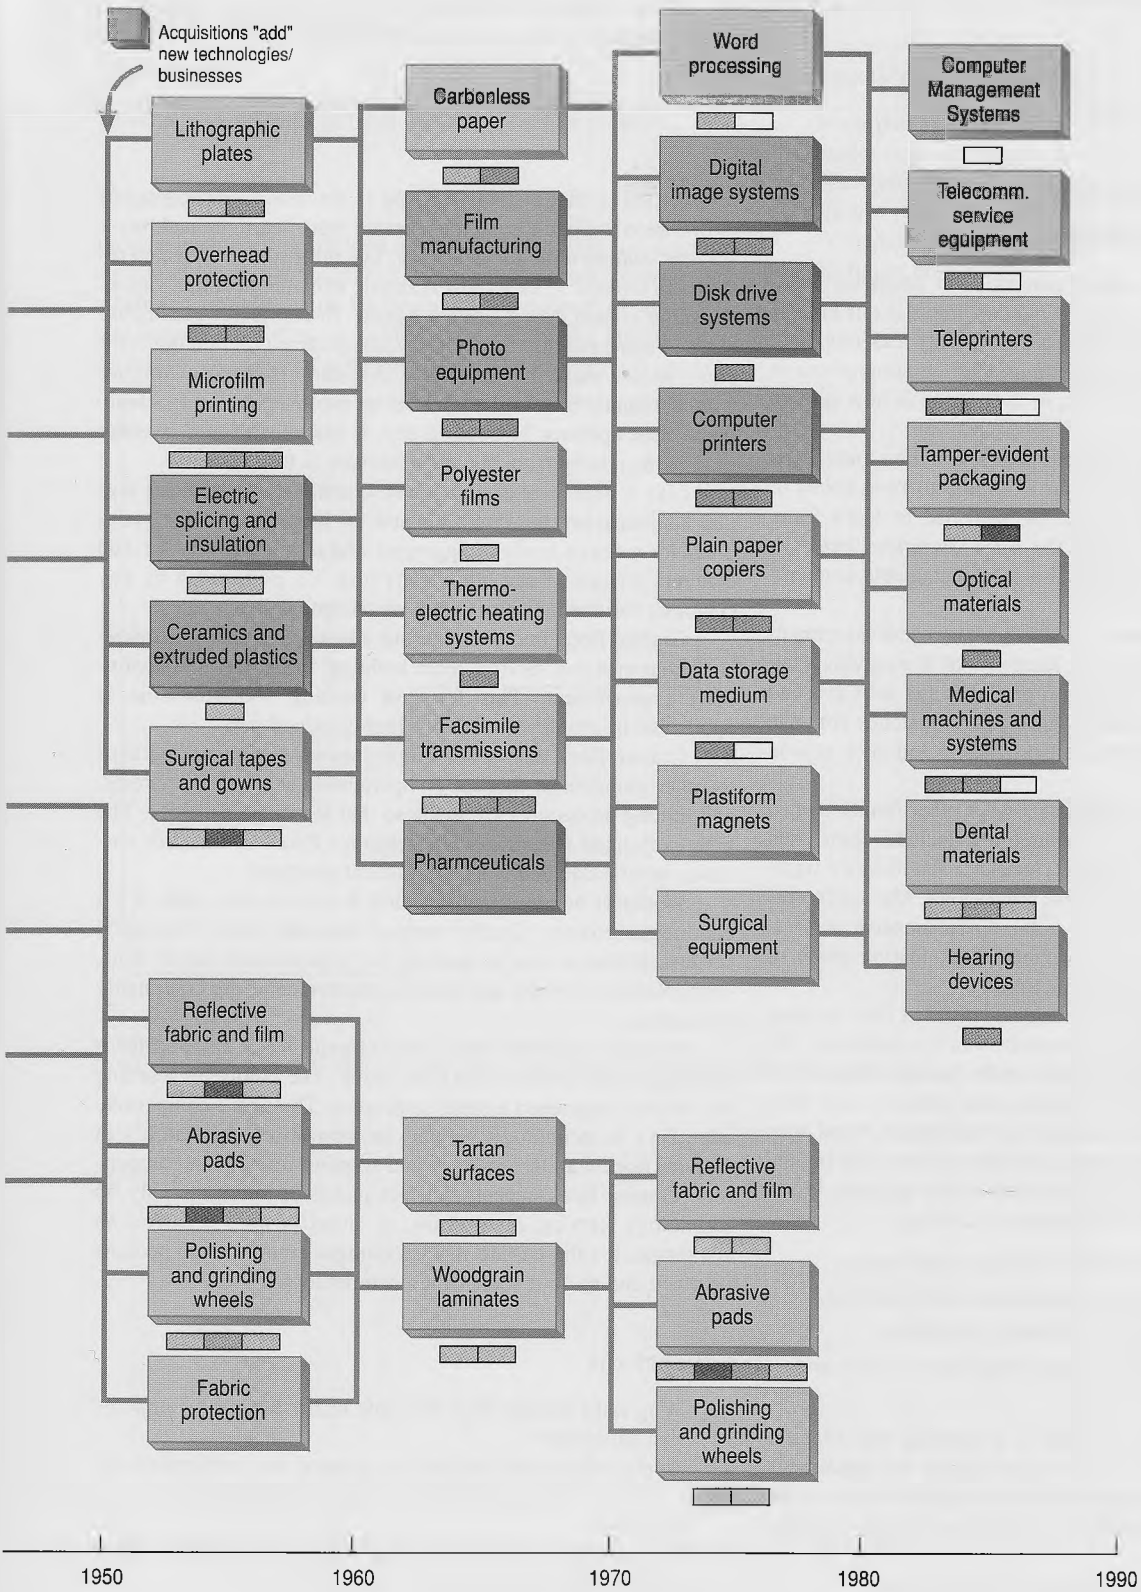 Acquisitions "add"
new technologies/
businesses
Lithographic
plates
Overhead
protection
Microfilm
printing
Electric
splicing and
insulation
Ceramics and
extruded plastics
Surgical tapes
and gowns
Reflective
fabric and film
Abrasive
pads
Polishing
and grinding
wheels
Fabric
protection
Carbonless
paper
Film
manufacturing
Photo
equipment
Polyester
films
Thermo-
electric heating
systems
Facsimile
transmissions
Pharmceuticals
Tartan
surfaces
Woodgrain
laminates
Word
processing
Digital
image systems
Disk drive
systems
Computer
printers
Plain paper
copiers
Data storage
medium
Plastiform
magnets
Surgical
equipment
Reflective
fabric and film
Abrasive
pads
Polishing
and grinding
wheels
Computer
Management
Systems
Telecomm.
service
equipment
Teleprinters
Tamper-evident
packaging
Optical
materials
Medical
machines and
systems
Dental
materials
Hearing
devices
1950 1960 1970 1980 1990